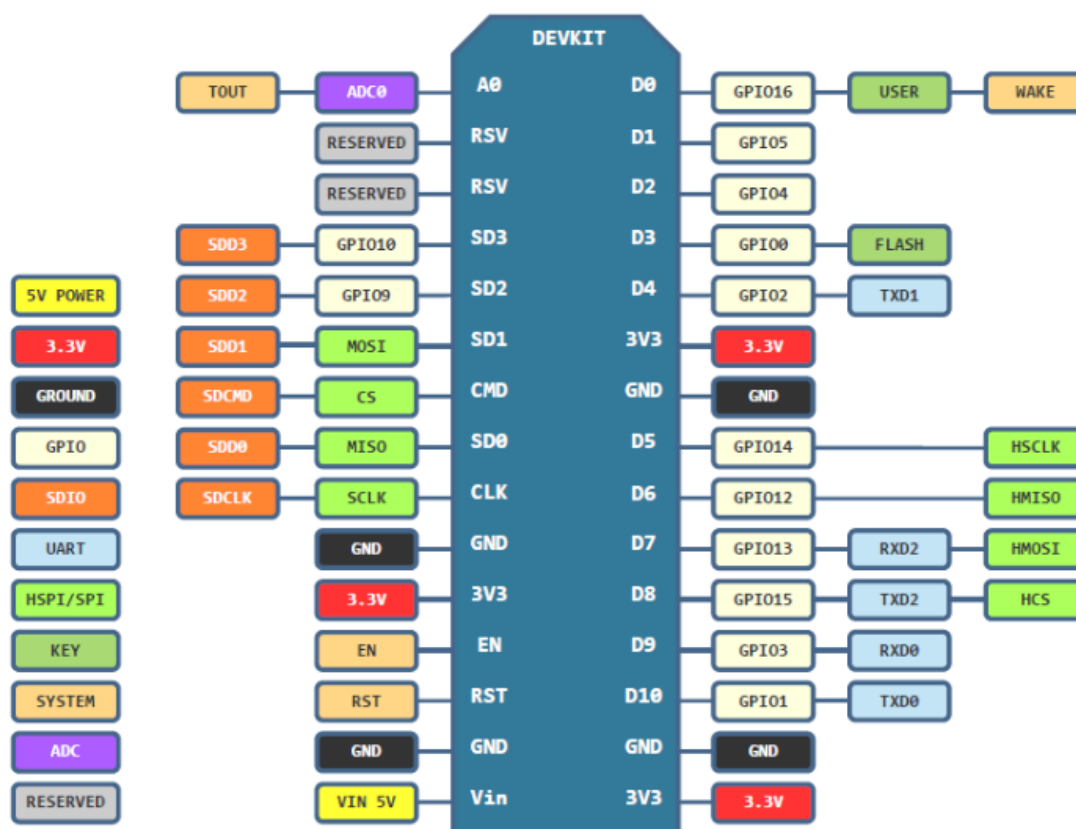 DEVKIT
TOUT ADC0 A0 D0 GPIO16 USER WAKE
RESERVED RSV D1 GPIO5
RESERVED RSV D2 GPIO4
SDD3 GPIO10 SD3 D3 GPIO0 FLASH
5V POWER SDD2 GPIO9 SD2 D4 GPIO2 TXD1
3.3V SDD1 MOSI SD1 3V3 3.3V
GROUND SDCMD CS CMD GND GND
GPIO SDD0 MISO SD0 D5 GPIO14 HSCLK
SDIO SDCLK SCLK CLK D6 GPIO12 HMISO
UART GND GND D7 GPIO13 RXD2 HMOSI
HSPI/SPI 3.3V 3V3 D8 GPIO15 TXD2 HCS
KEY EN EN D9 GPIO3 RXD0
SYSTEM RST RST D10 GPIO1 TXD0
ADC GND GND GND GND
RESERVED VIN 5V Vin 3V3 3.3V